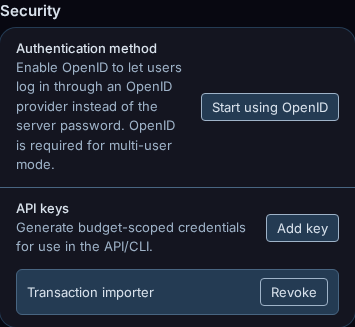 Security
Authentication method
Enable OpenID to let users
log in through an OpenID
provider instead of the
server password. OpenID
is required for multi-user
mode.
Start using OpenID
API keys
Generate budget-scoped credentials
for use in the API/CLI.
Add key
Transaction importer
Revoke